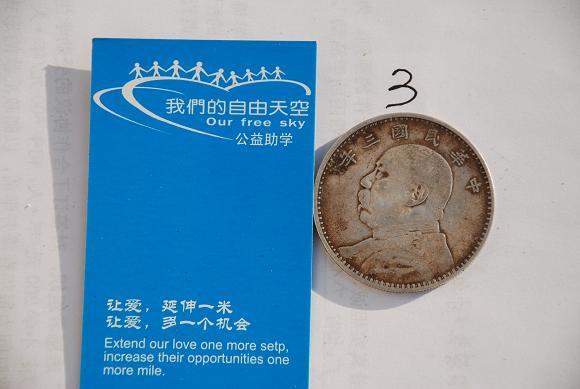 我們的自由天空
Our free sky
公益助学
让爱，延伸一米
让爱，多一个机会
Extend our love one more setp,
increase their opportunities one
more mile.
3
中華民國三年